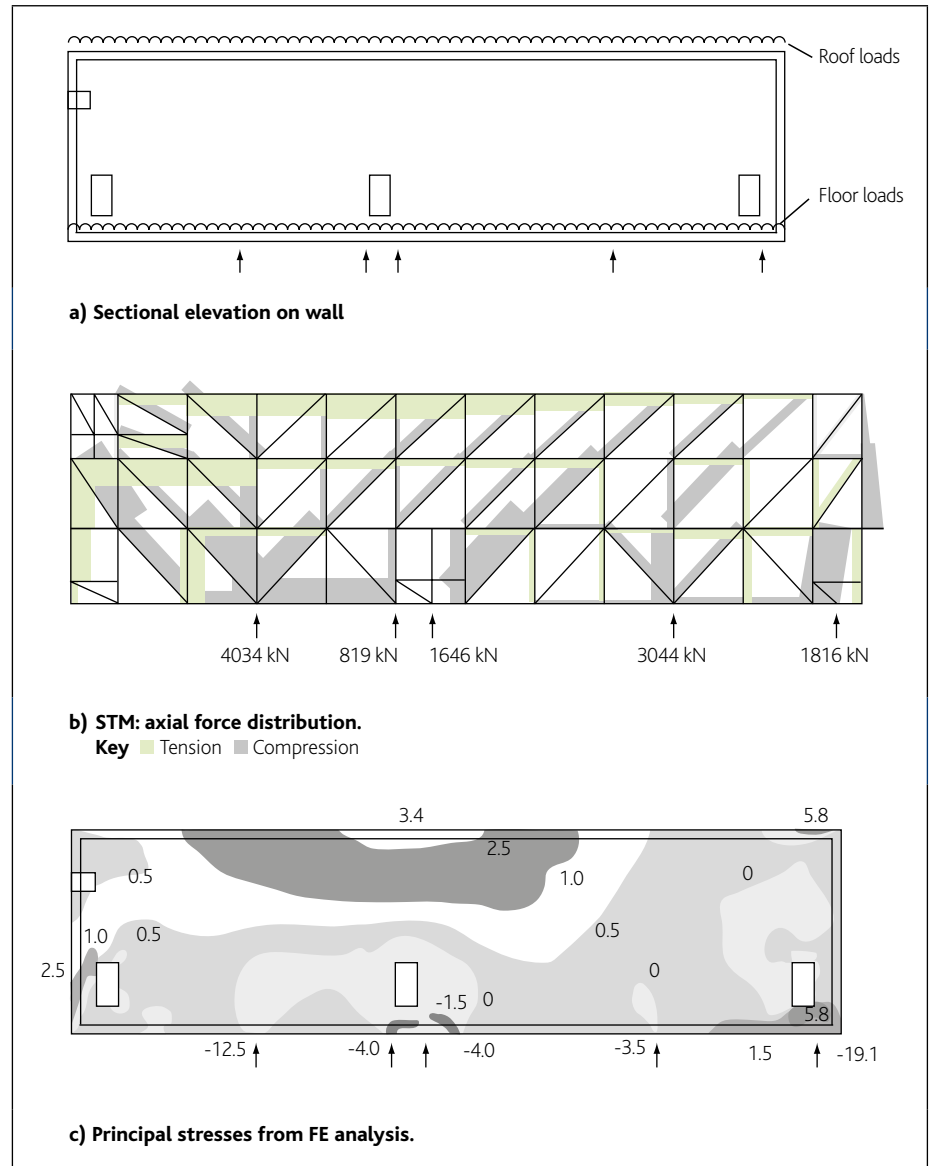 Roof loads
Floor loads
a) Sectional elevation on wall
4034 kN 819 kN 1646 kN 3044 kN 1816 kN
b) STM: axial force distribution.
Key Tension Compression
3.4 5.8
2.5
0.5 1.0 0
1.0 0.5 0.5
2.5 0
-1.5 0 5.8
-12.5 -4.0 -4.0 -3.5 1.5 -19.1
c) Principal stresses from FE analysis.